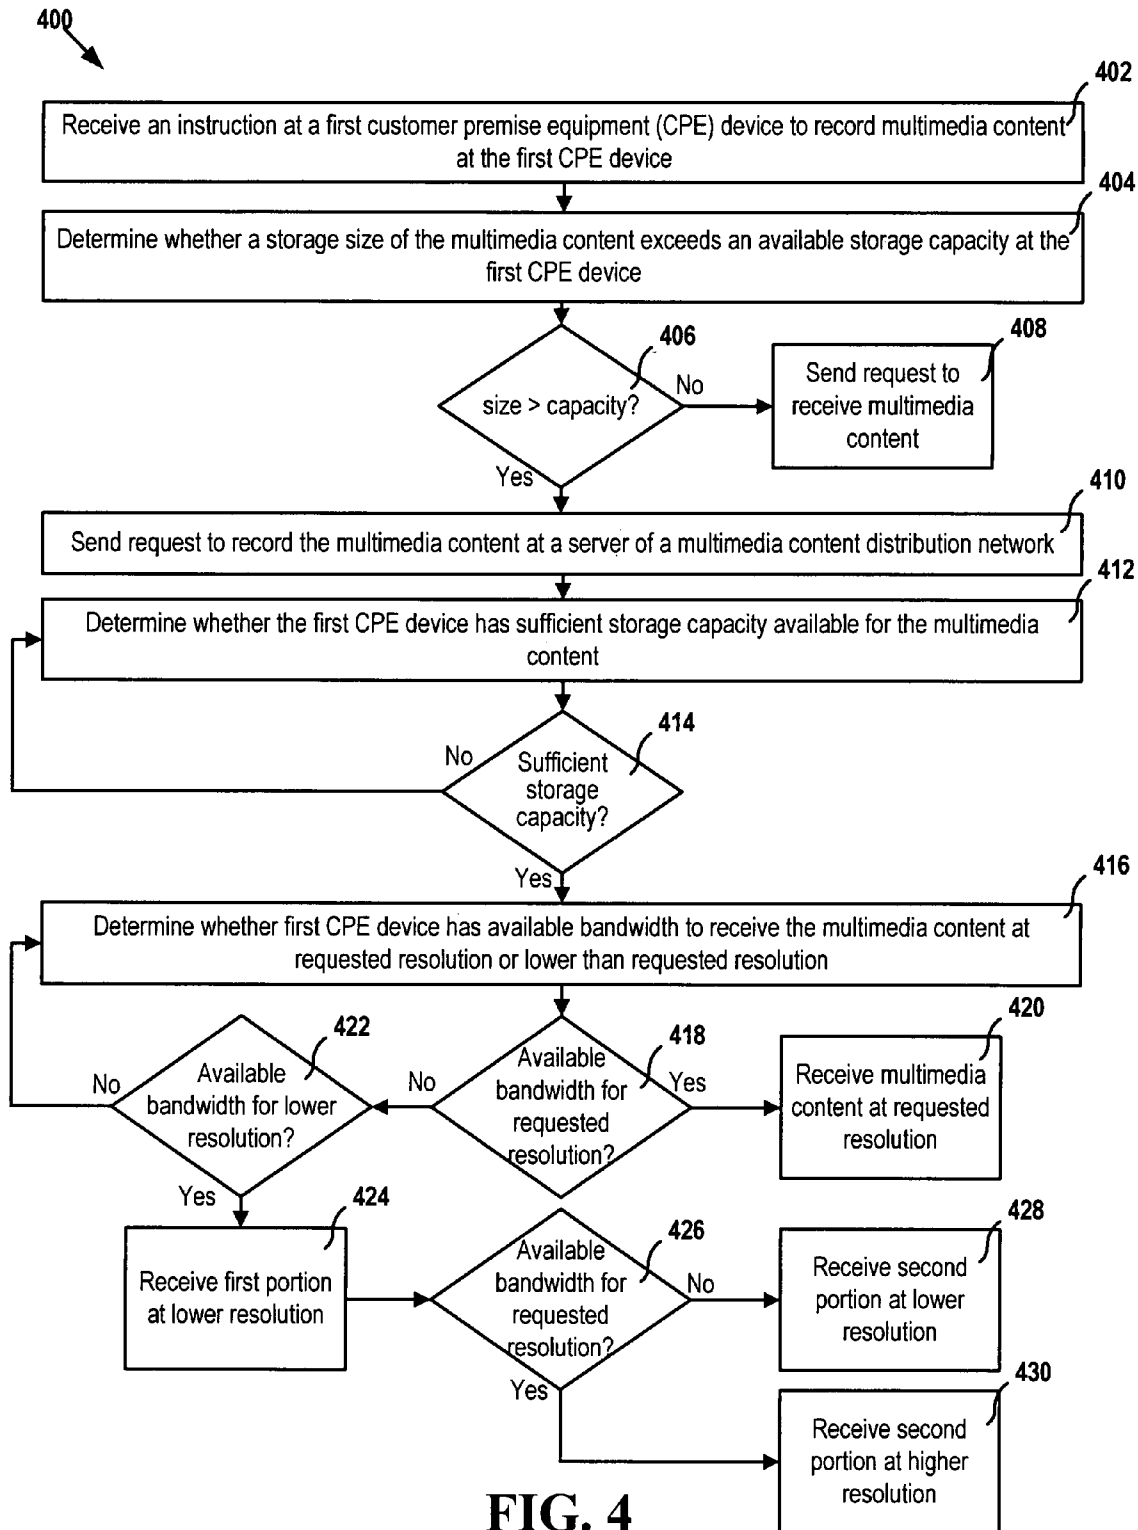 400
402
Receive an instruction at a first customer premise equipment (CPE) device to record multimedia content
at the first CPE device
404
Determine whether a storage size of the multimedia content exceeds an available storage capacity at the
first CPE device
406
size > capacity?
No
Yes
408
Send request to
receive multimedia
content
410
Send request to record the multimedia content at a server of a multimedia content distribution network
412
Determine whether the first CPE device has sufficient storage capacity available for the multimedia
content
414
No
Sufficient
storage
capacity?
Yes
416
Determine whether first CPE device has available bandwidth to receive the multimedia content at
requested resolution or lower than requested resolution
418
Available
bandwidth for
requested
resolution?
No
Yes
420
Receive multimedia
content at requested
resolution
422
No
Available
bandwidth for lower
resolution?
Yes
424
Receive first portion
at lower resolution
426
Available
bandwidth for
requested
resolution?
No
Yes
428
Receive second
portion at lower
resolution
430
Receive second
portion at higher
resolution
FIG. 4